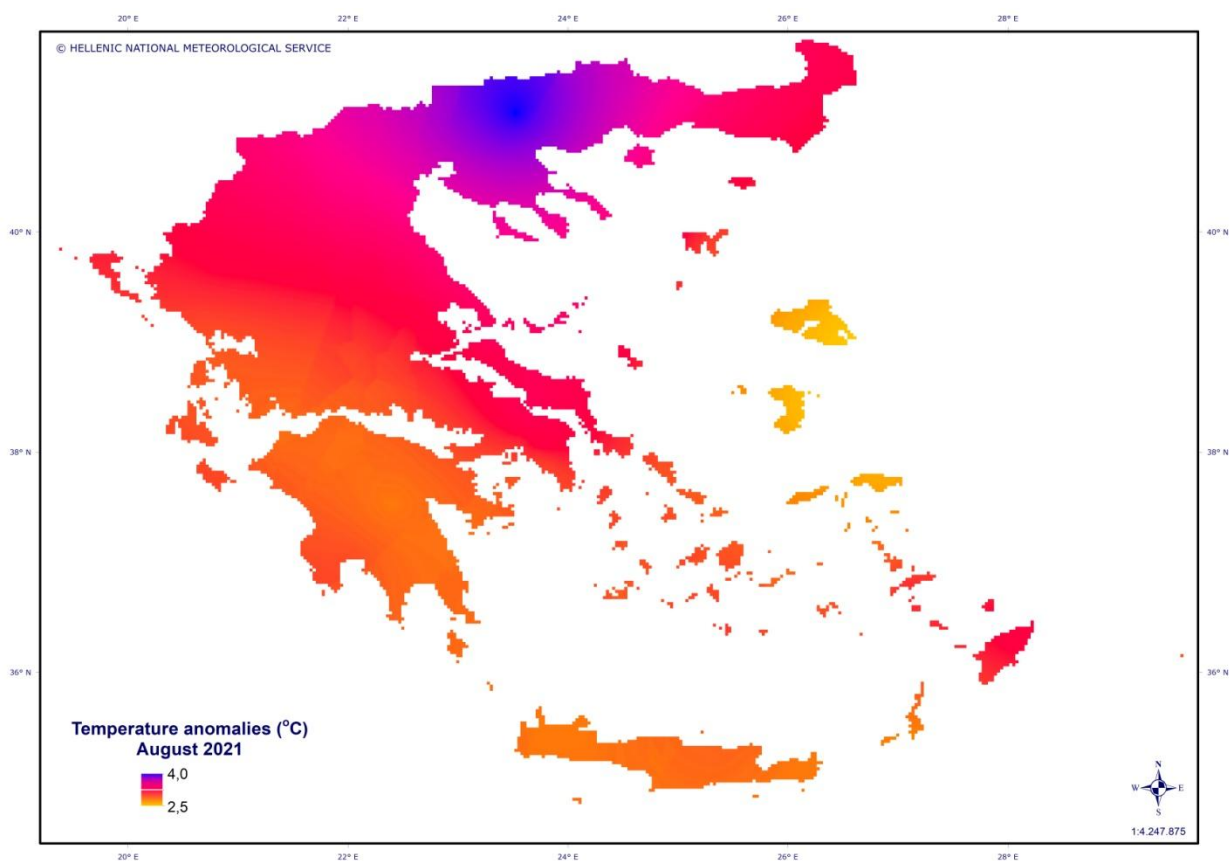 20° E 22° E 24° E 26° E 28° E
© HELLENIC NATIONAL METEOROLOGICAL SERVICE
40° N 40° N
38° N 38° N
36° N 36° N
Temperature anomalies (°C)
August 2021
4,0
2,5
N
W E
S
1:4.247.875
20° E 22° E 24° E 26° E 28° E